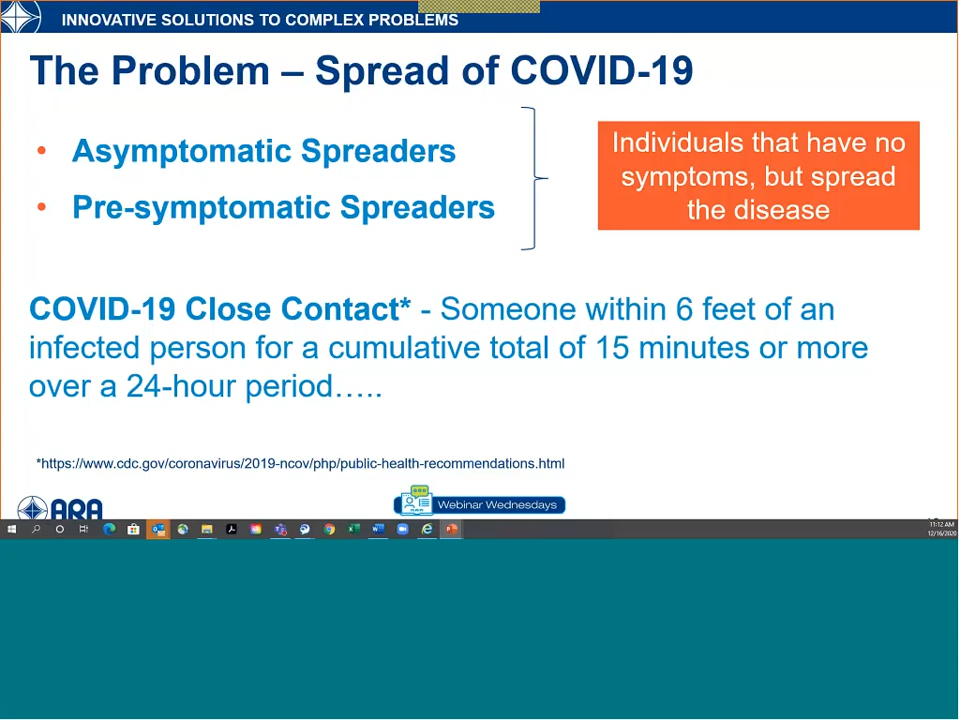 INNOVATIVE SOLUTIONS TO COMPLEX PROBLEMS
The Problem – Spread of COVID-19
• Asymptomatic Spreaders
• Pre-symptomatic Spreaders
Individuals that have no
symptoms, but spread
the disease
COVID-19 Close Contact* - Someone within 6 feet of an
infected person for a cumulative total of 15 minutes or more
over a 24-hour period…..
*https://www.cdc.gov/coronavirus/2019-ncov/php/public-health-recommendations.html
ARA
Webinar Wednesdays
11:12 AM
12/16/2020